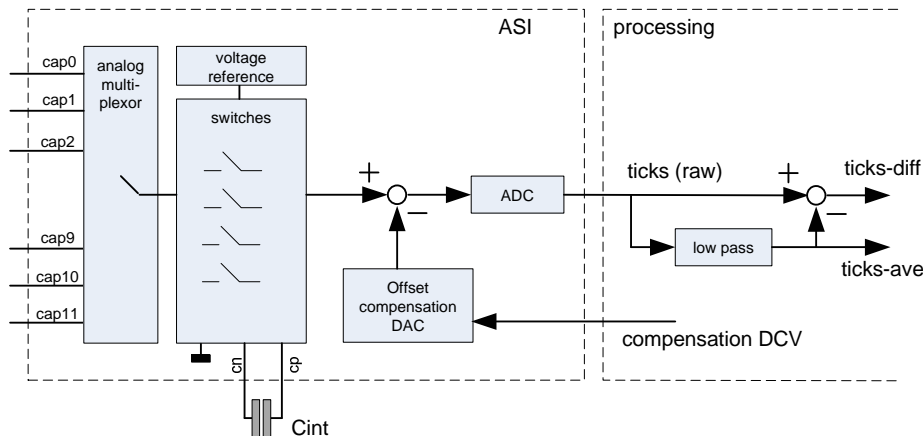 ASI
processing
cap0
cap1
cap2
cap9
cap10
cap11
analog
multi-
plexor
voltage
reference
switches
+
−
ADC
ticks (raw)
+
−
ticks-diff
low pass
ticks-ave
Offset
compensation
DAC
compensation DCV
cn
cp
Cint